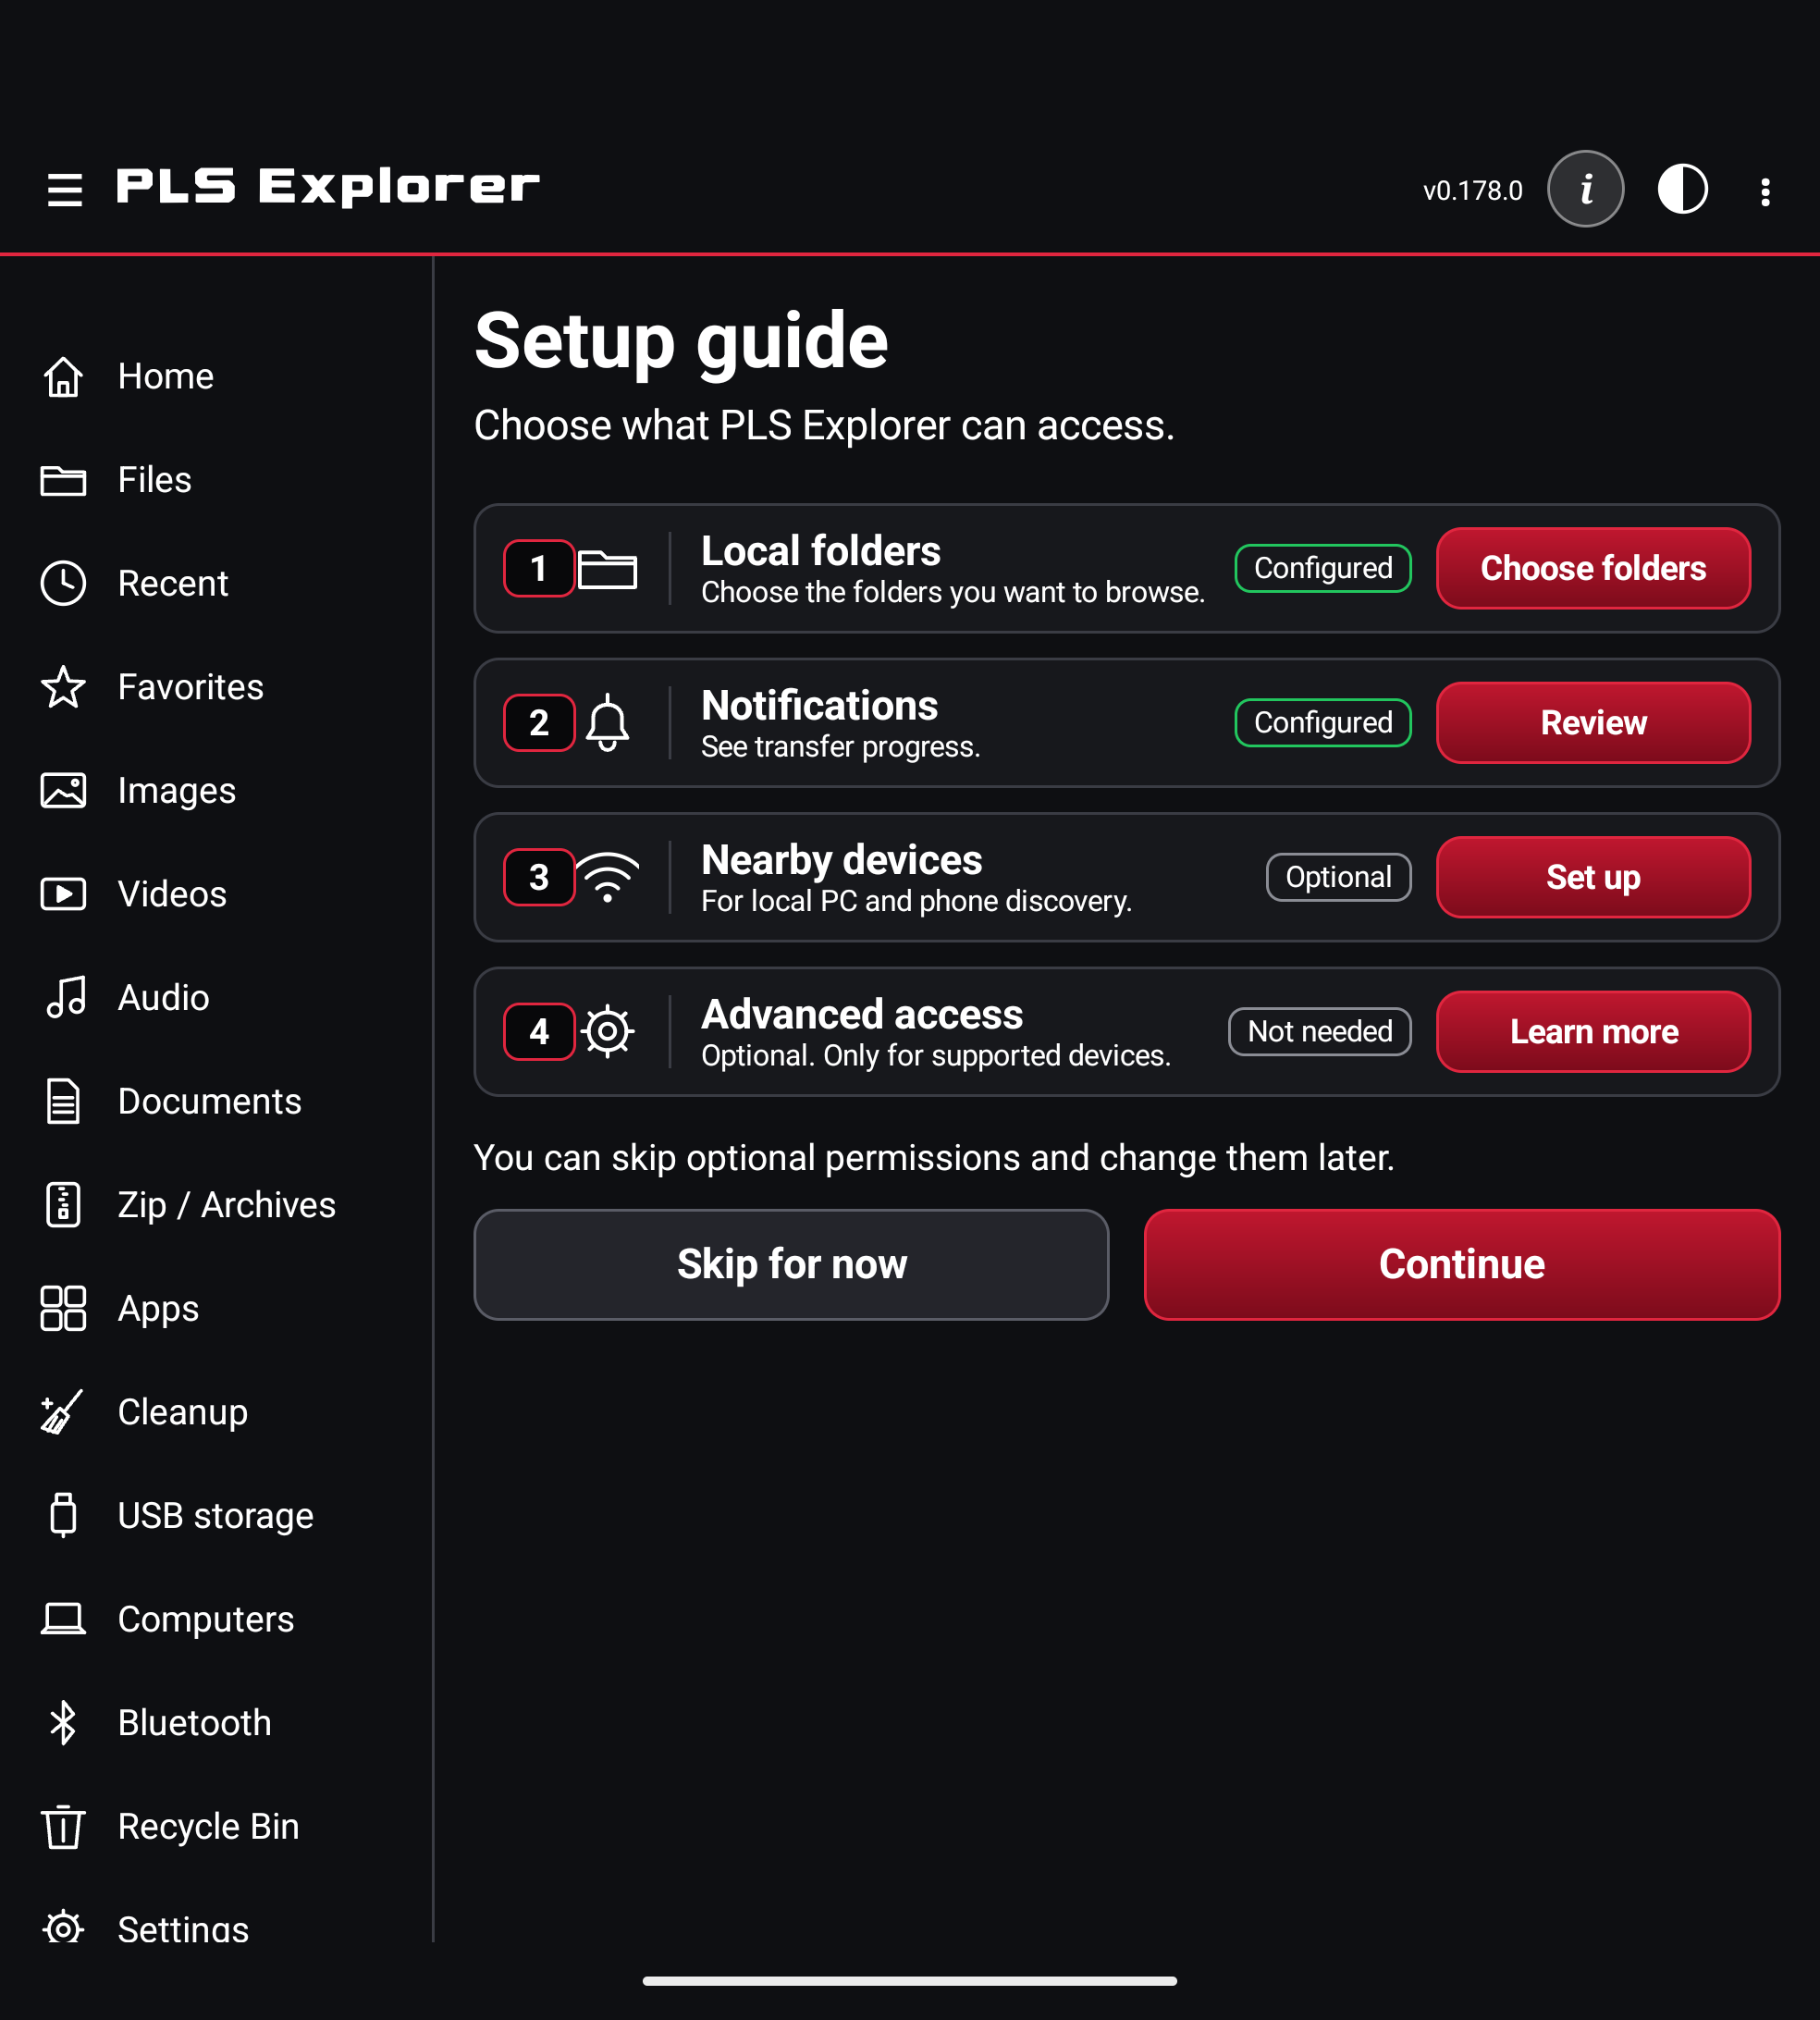 PLS Explorer
v0.178.0
i
Home
Files
Recent
Favorites
Images
Videos
Audio
Documents
Zip / Archives
Apps
Cleanup
USB storage
Computers
Bluetooth
Recycle Bin
Settings
Setup guide
Choose what PLS Explorer can access.
1
Local folders
Choose the folders you want to browse.
Configured
Choose folders
2
Notifications
See transfer progress.
Configured
Review
3
Nearby devices
For local PC and phone discovery.
Optional
Set up
4
Advanced access
Optional. Only for supported devices.
Not needed
Learn more
You can skip optional permissions and change them later.
Skip for now
Continue